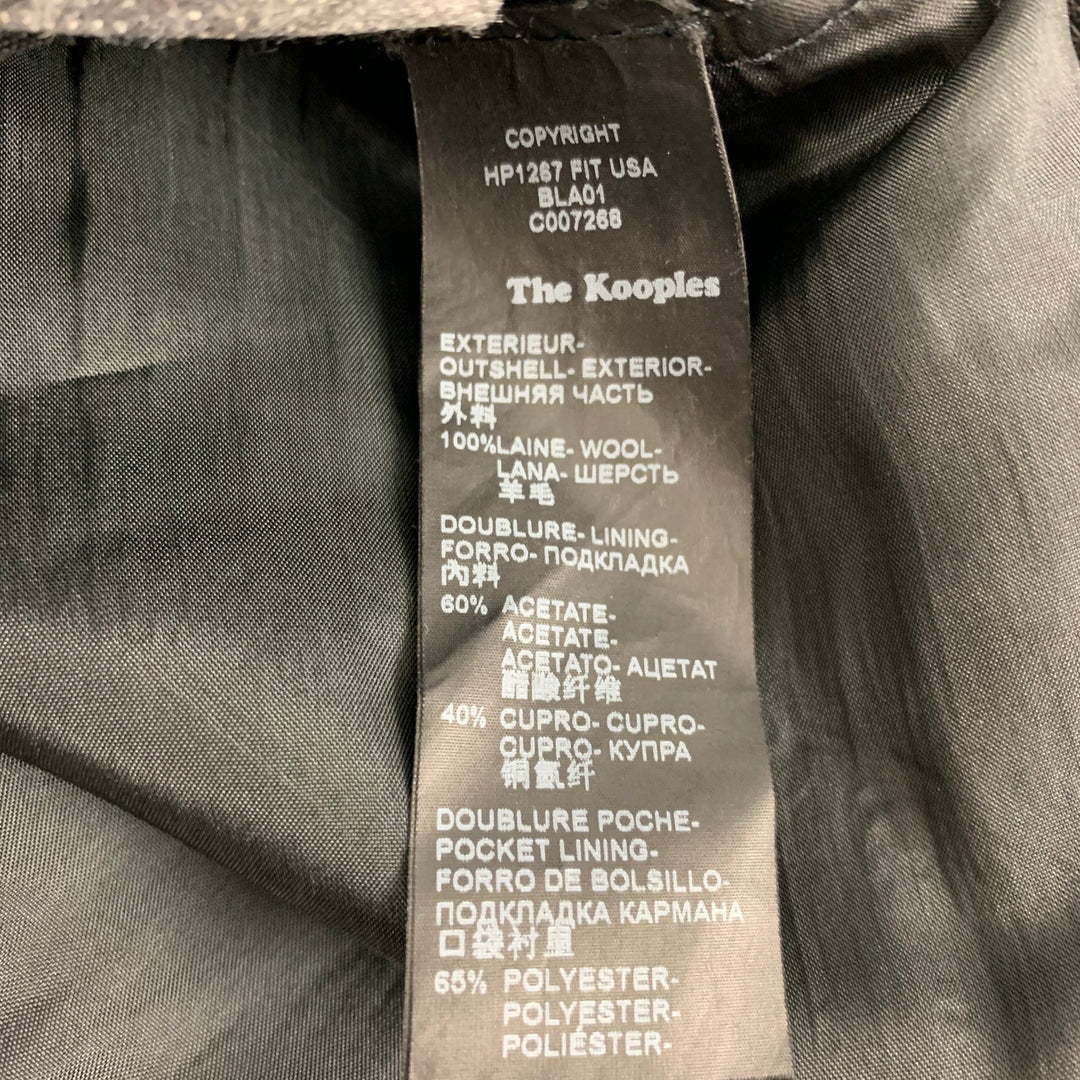 COPYRIGHT
HP1267 FIT USA
BLA01
C007268
The Kooples
EXTERIEUR-
OUTSHELL- EXTERIOR-
ВНЕШНЯЯ ЧАСТЬ
外料
100%LAINE- WOOL-
LANA- ШЕРСТЬ
羊毛
DOUBLURE- LINING-
FORRO- ПОДКЛАДКА
內料
60% ACETATE-
ACETATE-
ACETATO- АЦЕТАТ
醋酸纤维
40% CUPRO- CUPRO-
CUPRO- КУПРА
铜氨纤
DOUBLURE POCHE-
POCKET LINING-
FORRO DE BOLSILLO-
ПОДКЛАДКА КАРМАНА
口袋衬里
65% POLYESTER-
POLYESTER-
POLIÉSTER-